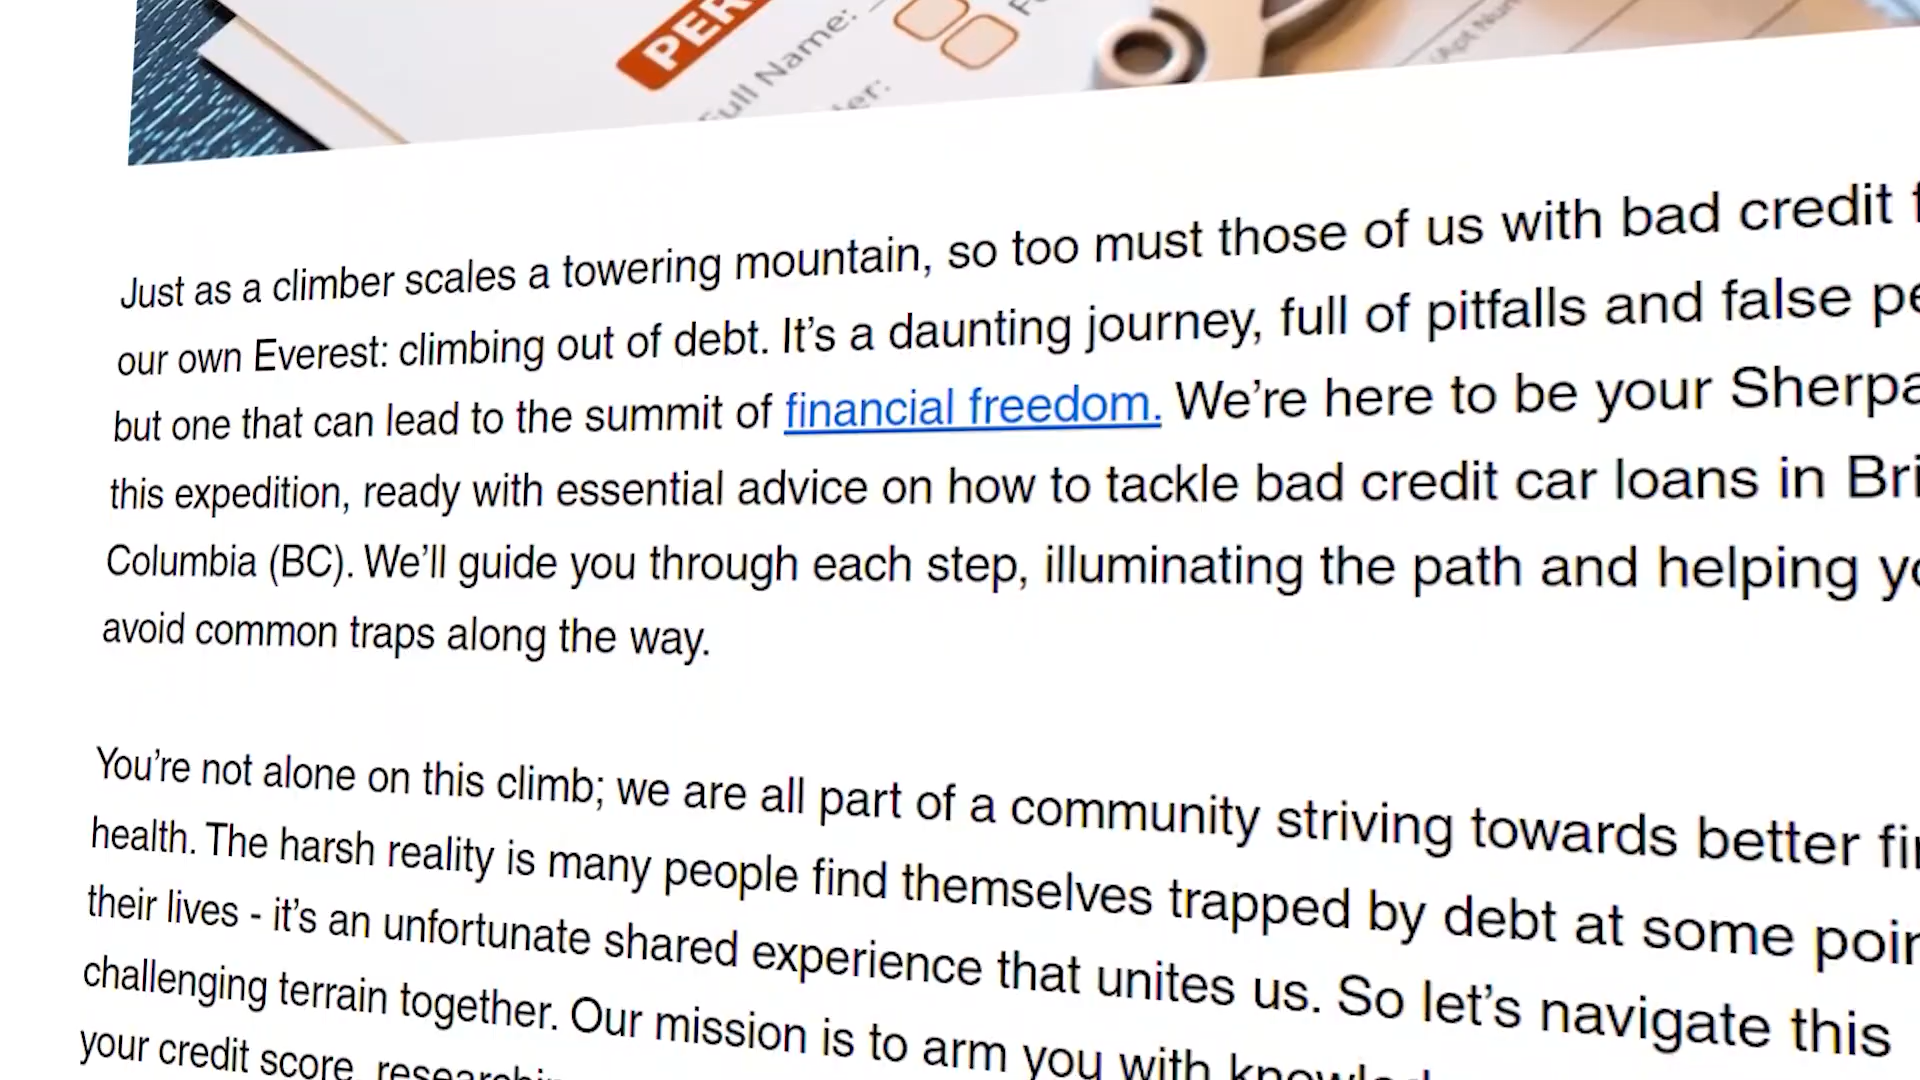 PER
Full Name:
Apt Num
Just as a climber scales a towering mountain, so too must those of us with bad credit
our own Everest: climbing out of debt. It’s a daunting journey, full of pitfalls and false
but one that can lead to the summit of financial freedom. We’re here to be your Sherpa
this expedition, ready with essential advice on how to tackle bad credit car loans in Bri
Columbia (BC). We’ll guide you through each step, illuminating the path and helping yo
avoid common traps along the way.
You’re not alone on this climb; we are all part of a community striving towards better
health. The harsh reality is many people find themselves trapped by debt at some poin
their lives - it’s an unfortunate shared experience that unites us. So let’s navigate this
challenging terrain together. Our mission is to arm you with
your credit score,